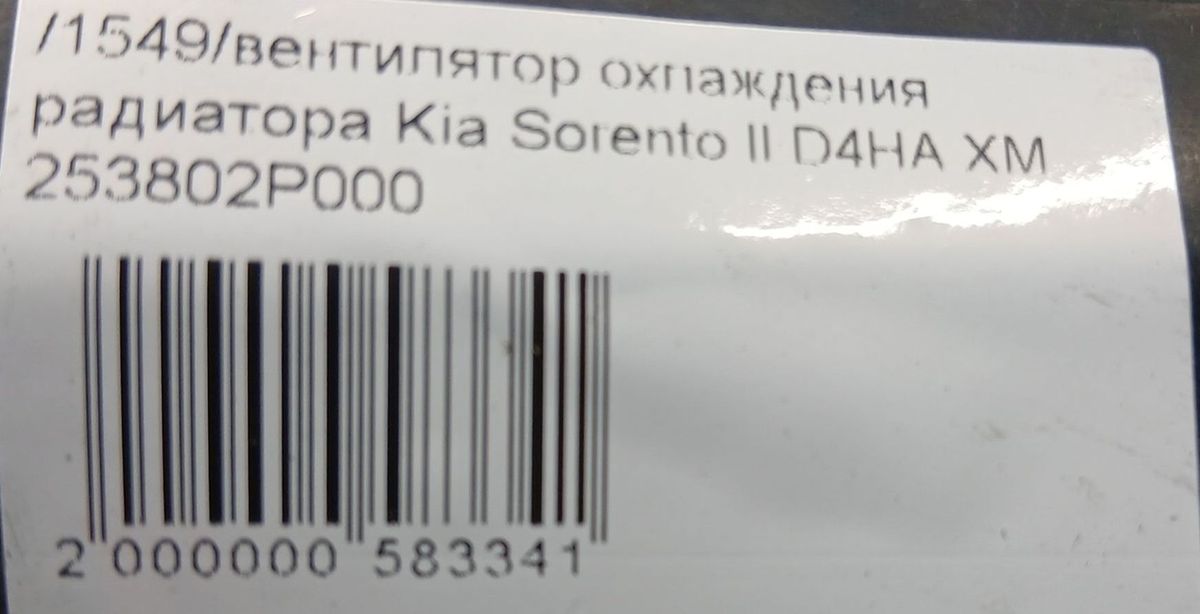 /1549/вентилятор охлаждения
радиатора Kia Sorento II D4HA XM
253802P000
2 000000 583341